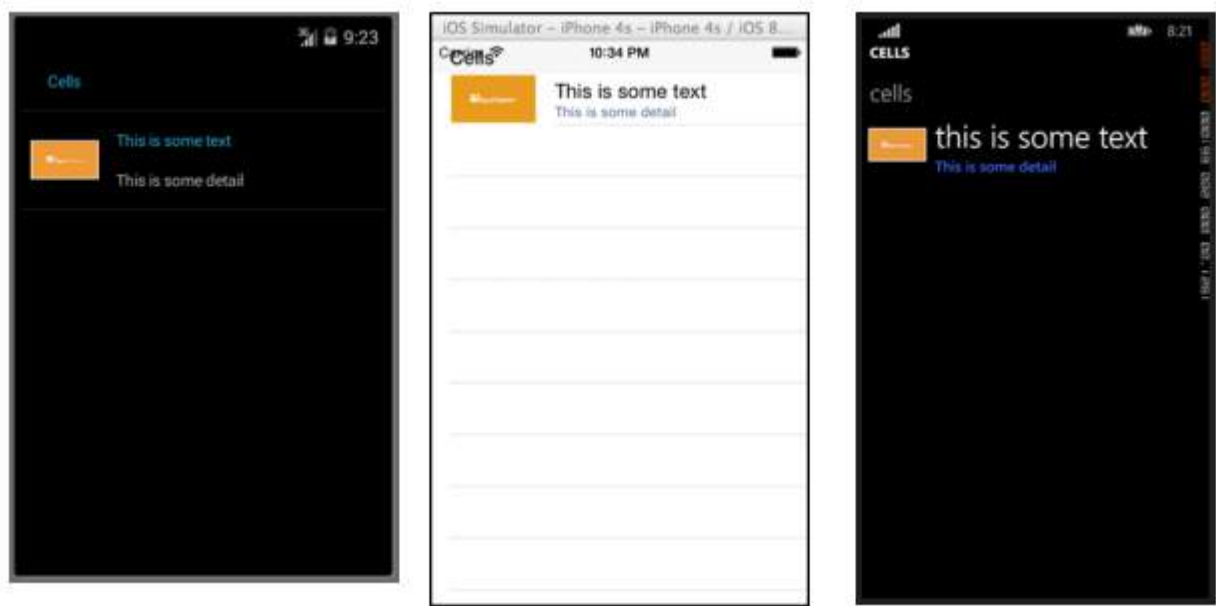 9:23
Cells
This is some text
This is some detail
iOS Simulator – iPhone 4s – iPhone 4s / iOS 8...
Carrier
10:34 PM
Cells
This is some text
This is some detail
8:21
CELLS
cells
this is some text
This is some detail